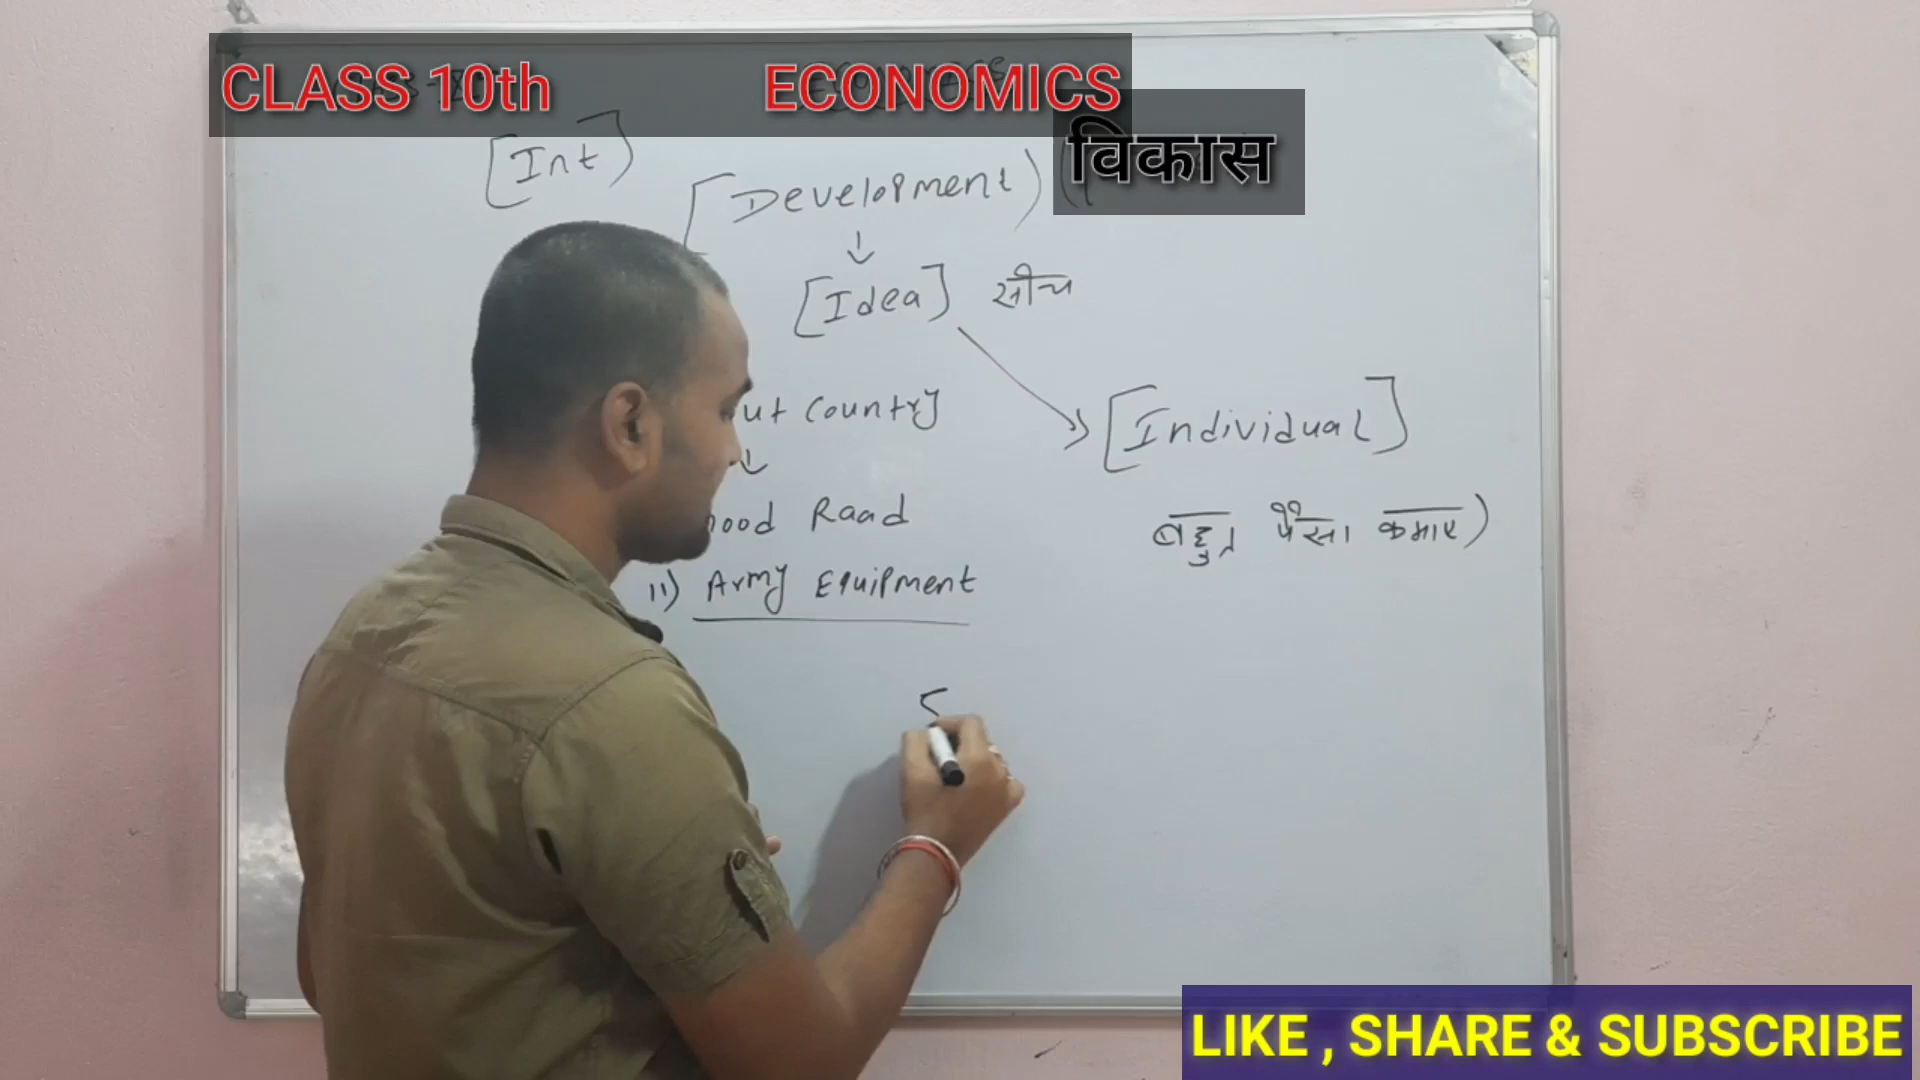 CLASS 10th ECONOMICS
विकास
[Int)
[Development)
[Idea] सोच
ut Country
[Individual]
ood Raad
बहुत पैसा कमाए)
11) Army Equipment
LIKE , SHARE & SUBSCRIBE